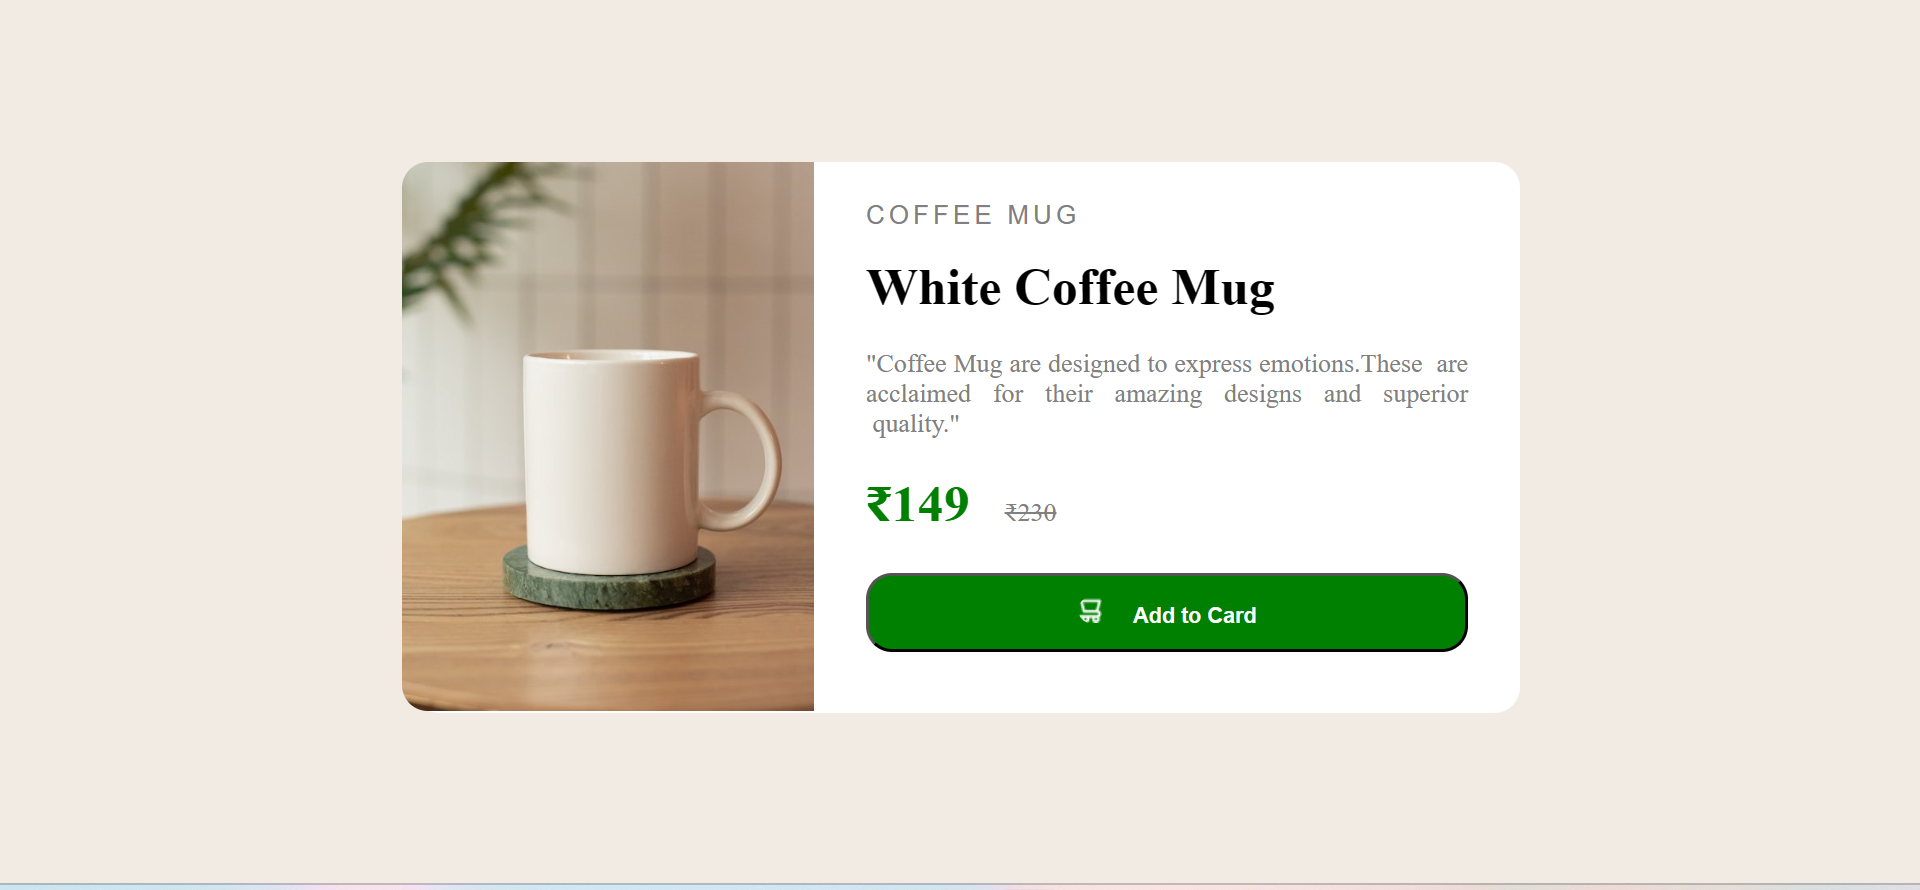 COFFEE MUG
White Coffee Mug
"Coffee Mug are designed to express emotions.These are
acclaimed for their amazing designs and superior
quality."
₹149 ₹230
Add to Card